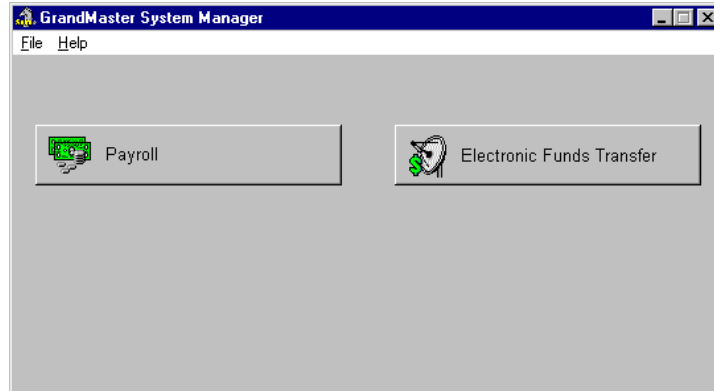 GrandMaster System Manager
File Help
Payroll
Electronic Funds Transfer